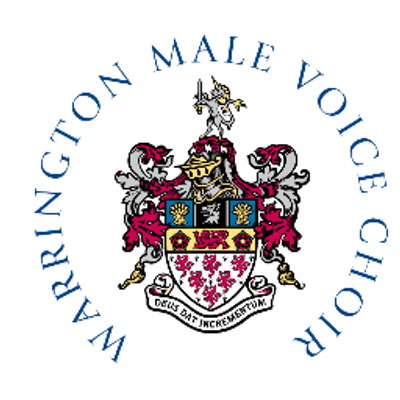 WARRINGTON MALE VOICE CHOIR
DEUS DAT INCREMENTUM